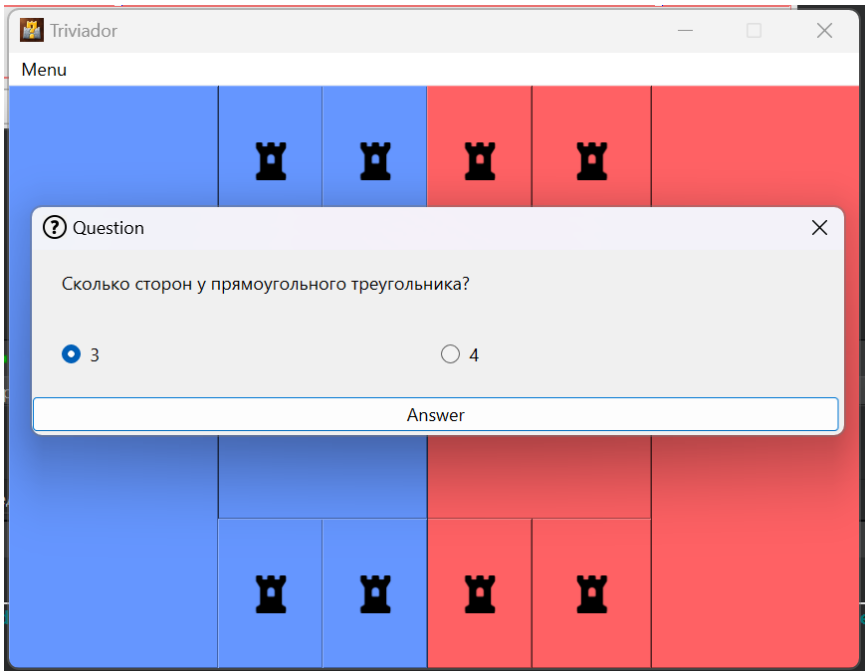 Triviador
Menu
Question
Сколько сторон у прямоугольного треугольника?
3
4
Answer